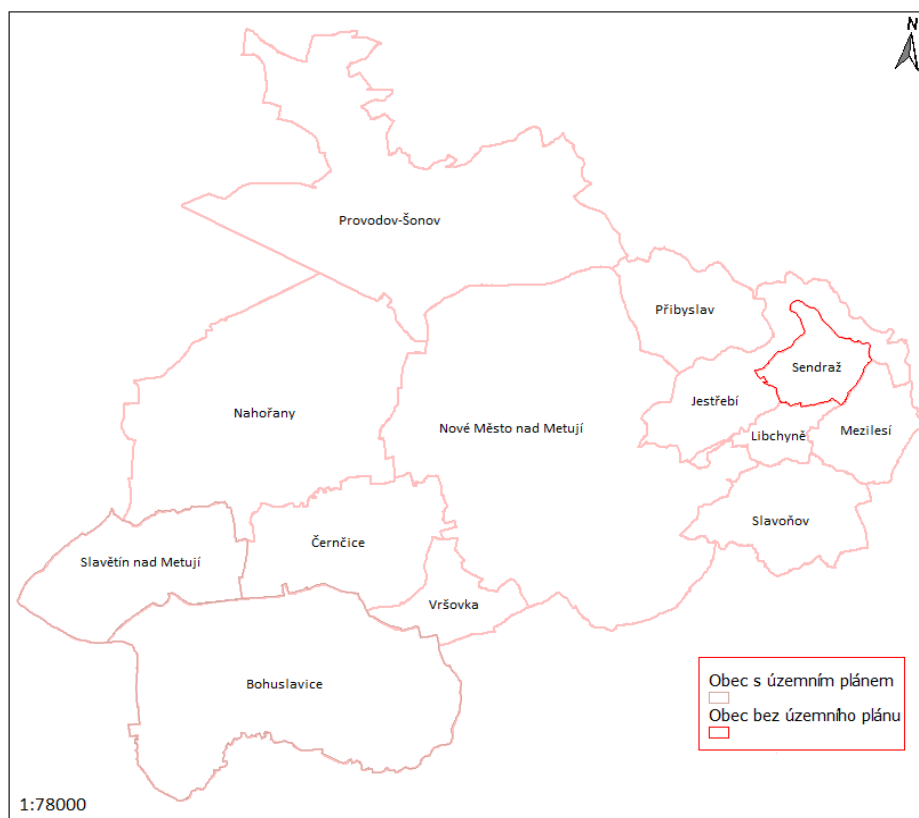 N
Provodov-Šonov
Přibyslav
Sendraž
Jestřebí
Nahořany
Nové Město nad Metují
Libchyně
Mezilesí
Slavoňov
Černčice
Slavětín nad Metují
Vršovka
Bohuslavice
Obec s územním plánem
Obec bez územního plánu
1:78000